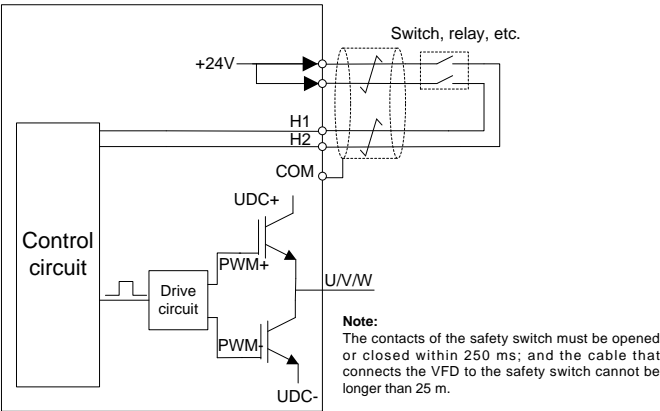 Switch, relay, etc.
+24V
H1
H2
COM
UDC+
Control
circuit
PWM+
Drive
circuit
U/V/W
PWM-
UDC-
Note:
The contacts of the safety switch must be opened
or closed within 250 ms; and the cable that
connects the VFD to the safety switch cannot be
longer than 25 m.